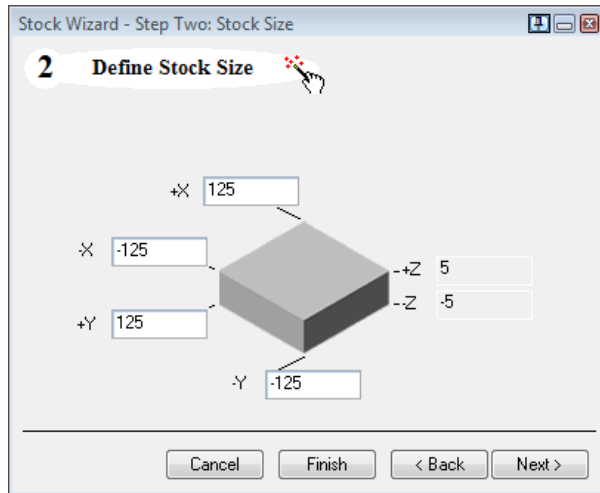 Stock Wizard - Step Two: Stock Size
2 Define Stock Size
+X 125
-X -125
+Z 5
-Z -5
+Y 125
-Y -125
Cancel Finish < Back Next >